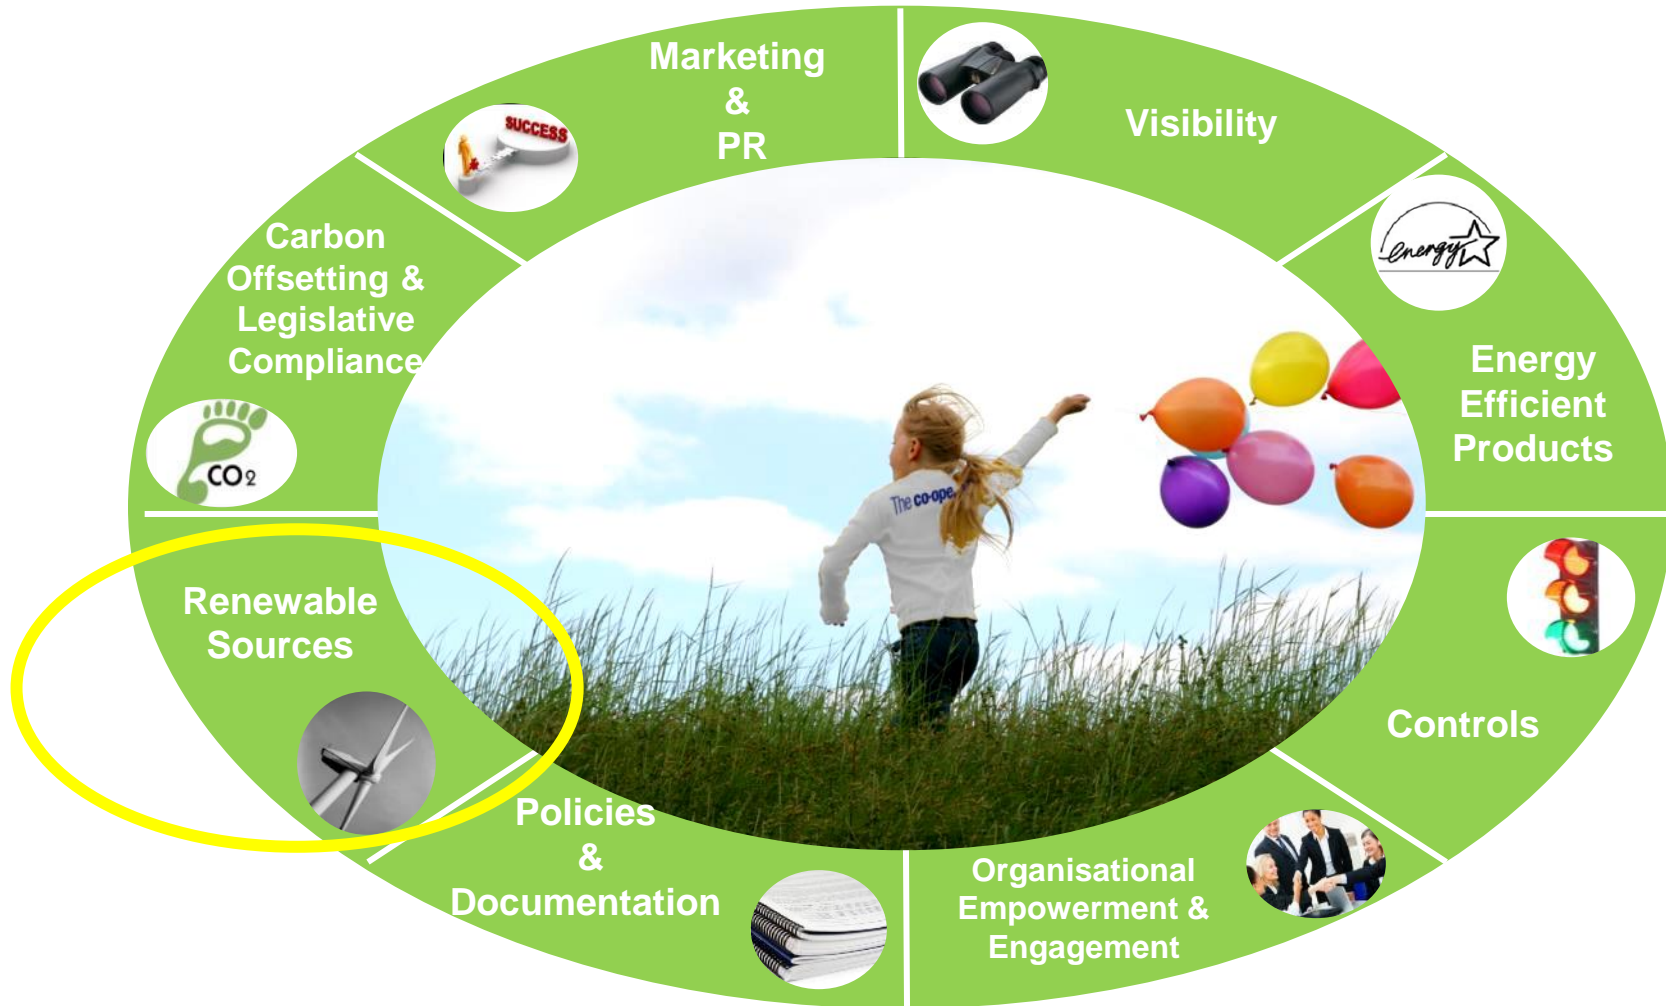 Marketing
&
PR
SUCCESS
Visibility
energy
Energy
Efficient
Products
Controls
Organisational
Empowerment &
Engagement
Policies
&
Documentation
Renewable
Sources
Carbon
Offsetting &
Legislative
Compliance
CO2
The co-ope